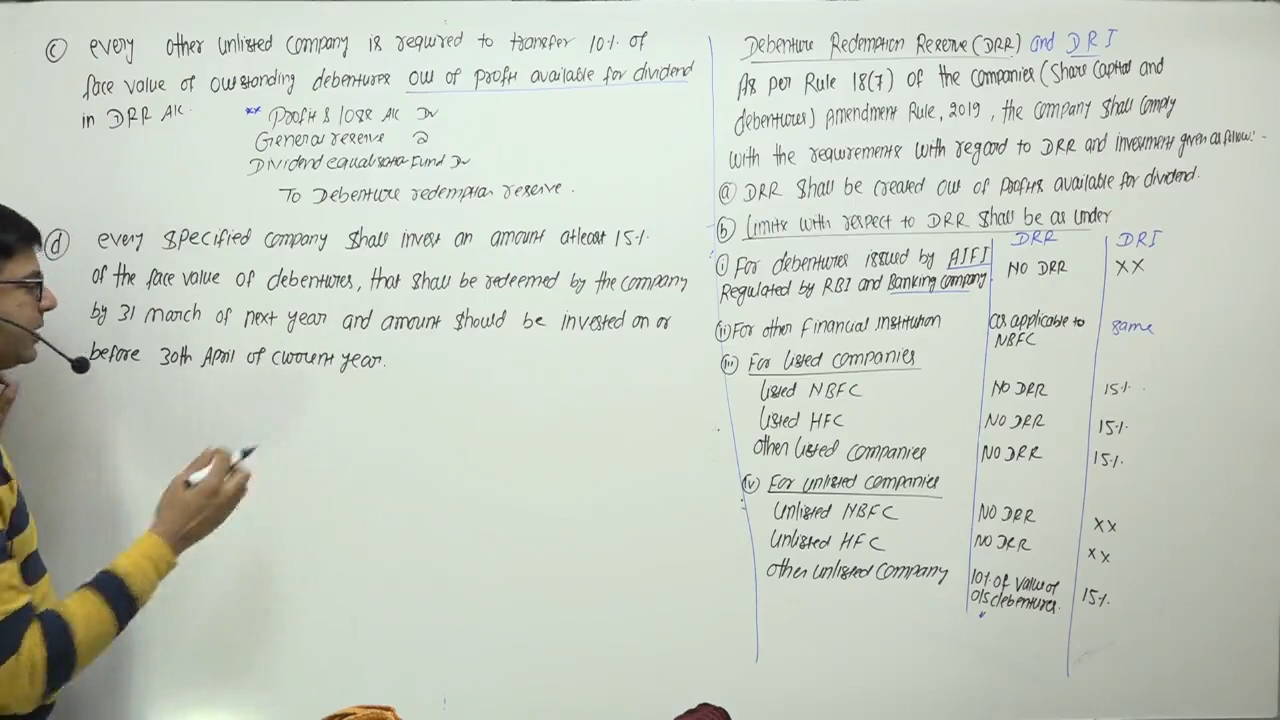 Debenture Redemption Reserve (DRR) and DRI
As per Rule 18(7) of the companies (Share Capital and
debentures) Amendment Rule, 2019, the company shall comply
with the requirements with regard to DRR and investment given as follow:-
(a) DRR shall be created out of profits available for dividend.
(b) Limits with respect to DRR shall be as under
DRR DRI
(i) For debentures issued by AIFI NO DRR XX
Regulated by RBI and Banking company
(ii) For other Financial institution as applicable to NBFC same
(iii) For listed companies
listed NBFC NO DRR 15%
listed HFC NO DRR 15%
Other listed companies NO DRR 15%
(iv) For unlisted companies
Unlisted NBFC NO DRR XX
Unlisted HFC NO DRR XX
Other unlisted company 10% of value of 15%
o/s debentures.
(c) every other unlisted company is required to transfer 10% of
face value of outstanding debentures out of profit available for dividend
in DRR A/c.
** Profit & loss A/c Dr
General reserve Dr
Dividend equalisation Fund Dr
To Debenture redemption reserve.
(d) every specified company shall invest an amount atleast 15%
of the face value of debentures, that shall be redeemed by the company
by 31 march of next year and amount should be invested on or
before 30th April of current year.